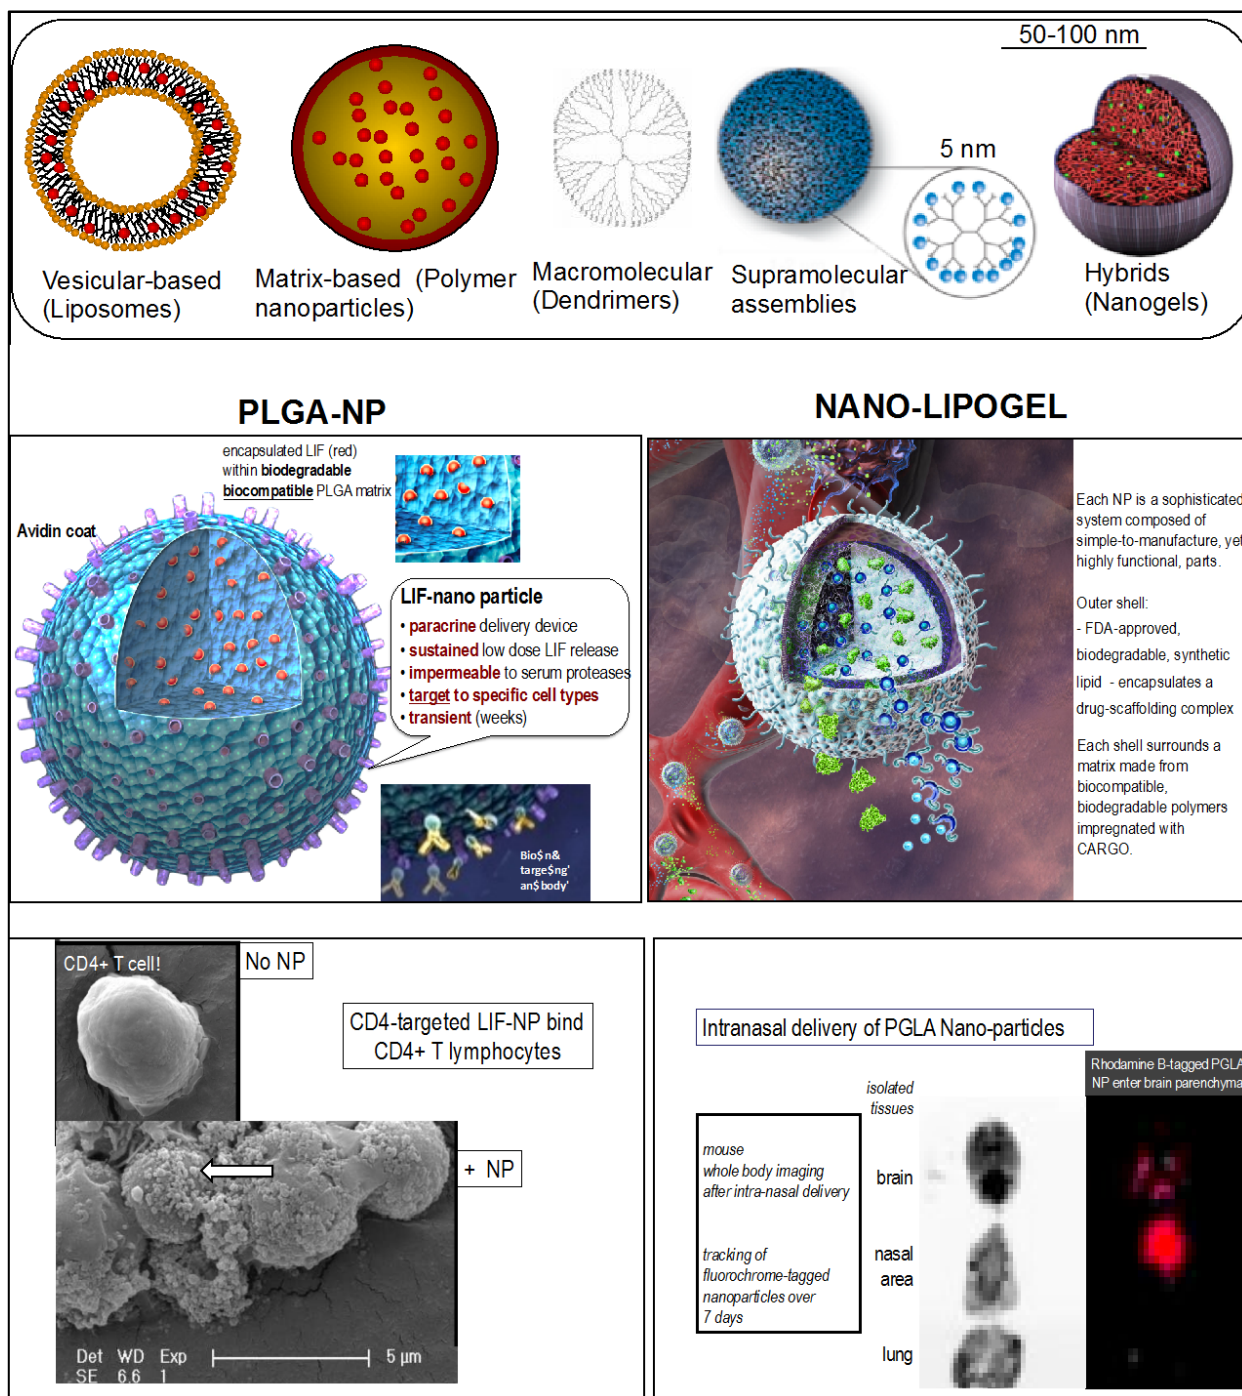 50-100 nm
5 nm
Vesicular-based
(Liposomes)
Matrix-based (Polymer
nanoparticles)
Macromolecular
(Dendrimers)
Supramolecular
assemblies
Hybrids
(Nanogels)
PLGA-NP
encapsulated LIF (red)
within biodegradable
biocompatible PLGA matrix
Avidin coat
LIF-nano particle
• paracrine delivery device
• sustained low dose LIF release
• impermeable to serum proteases
• target to specific cell types
• transient (weeks)
Bio$n&
targe$ng'
an$body'
NANO-LIPOGEL
Each NP is a sophisticated
system composed of
simple-to-manufacture, yet
highly functional, parts.
Outer shell:
- FDA-approved,
biodegradable, synthetic
lipid - encapsulates a
drug-scaffolding complex
Each shell surrounds a
matrix made from
biocompatible,
biodegradable polymers
impregnated with
CARGO.
CD4+ T cell!
No NP
CD4-targeted LIF-NP bind
CD4+ T lymphocytes
+ NP
Det WD Exp
SE 6.6 1
5 µm
Intranasal delivery of PGLA Nano-particles
Rhodamine B-tagged PGLA
NP enter brain parenchyma
isolated
tissues
mouse
whole body imaging
after intra-nasal delivery
tracking of
fluorochrome-tagged
nanoparticles over
7 days
brain
nasal
area
lung